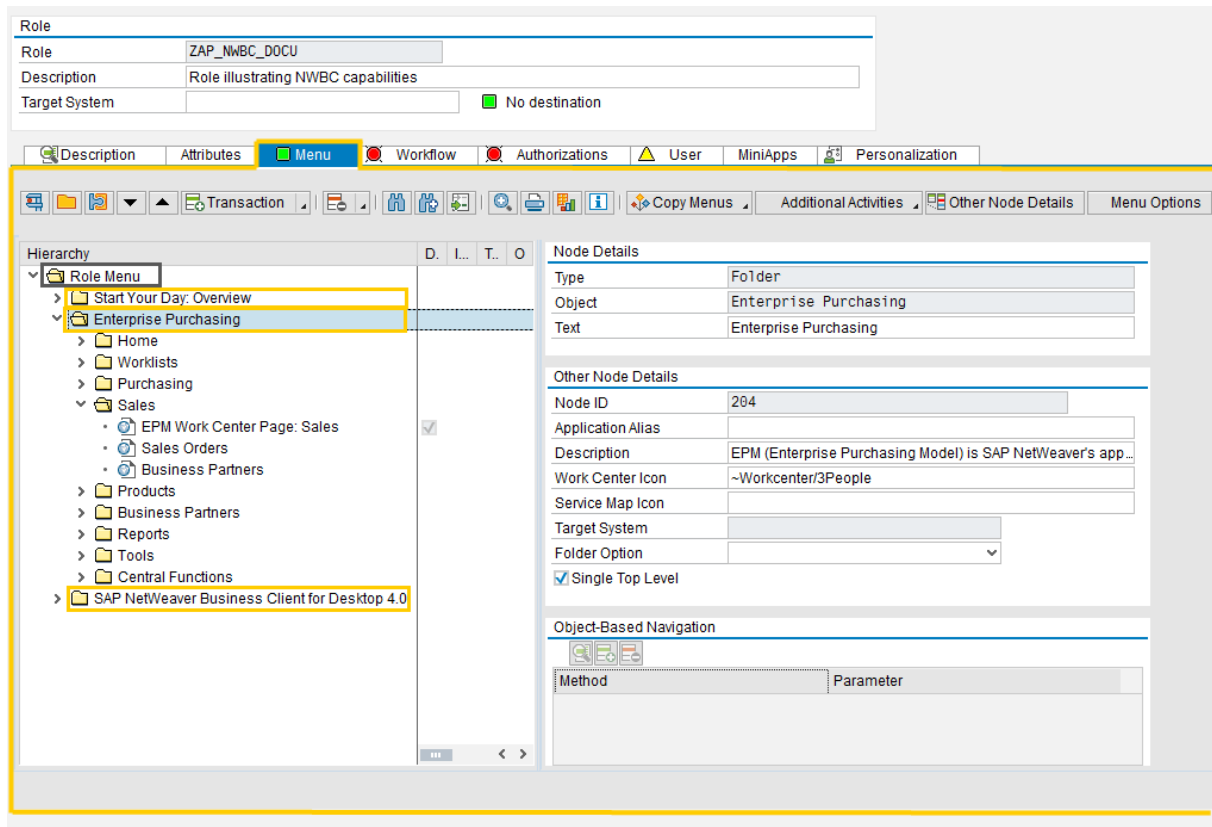 Role
Role ZAP_NWBC_DOCU
Description Role illustrating NWBC capabilities
Target System No destination
Description Attributes Menu Workflow Authorizations User MiniApps Personalization
Transaction Copy Menus Additional Activities Other Node Details Menu Options
Hierarchy D. I... T.. O
Role Menu
Start Your Day: Overview
Enterprise Purchasing
Home
Worklists
Purchasing
Sales
EPM Work Center Page: Sales
Sales Orders
Business Partners
Products
Business Partners
Reports
Tools
Central Functions
SAP NetWeaver Business Client for Desktop 4.0
Node Details
Type Folder
Object Enterprise Purchasing
Text Enterprise Purchasing
Other Node Details
Node ID 204
Application Alias
Description EPM (Enterprise Purchasing Model) is SAP NetWeaver's app...
Work Center Icon ~Workcenter/3People
Service Map Icon
Target System
Folder Option
Single Top Level
Object-Based Navigation
Method Parameter